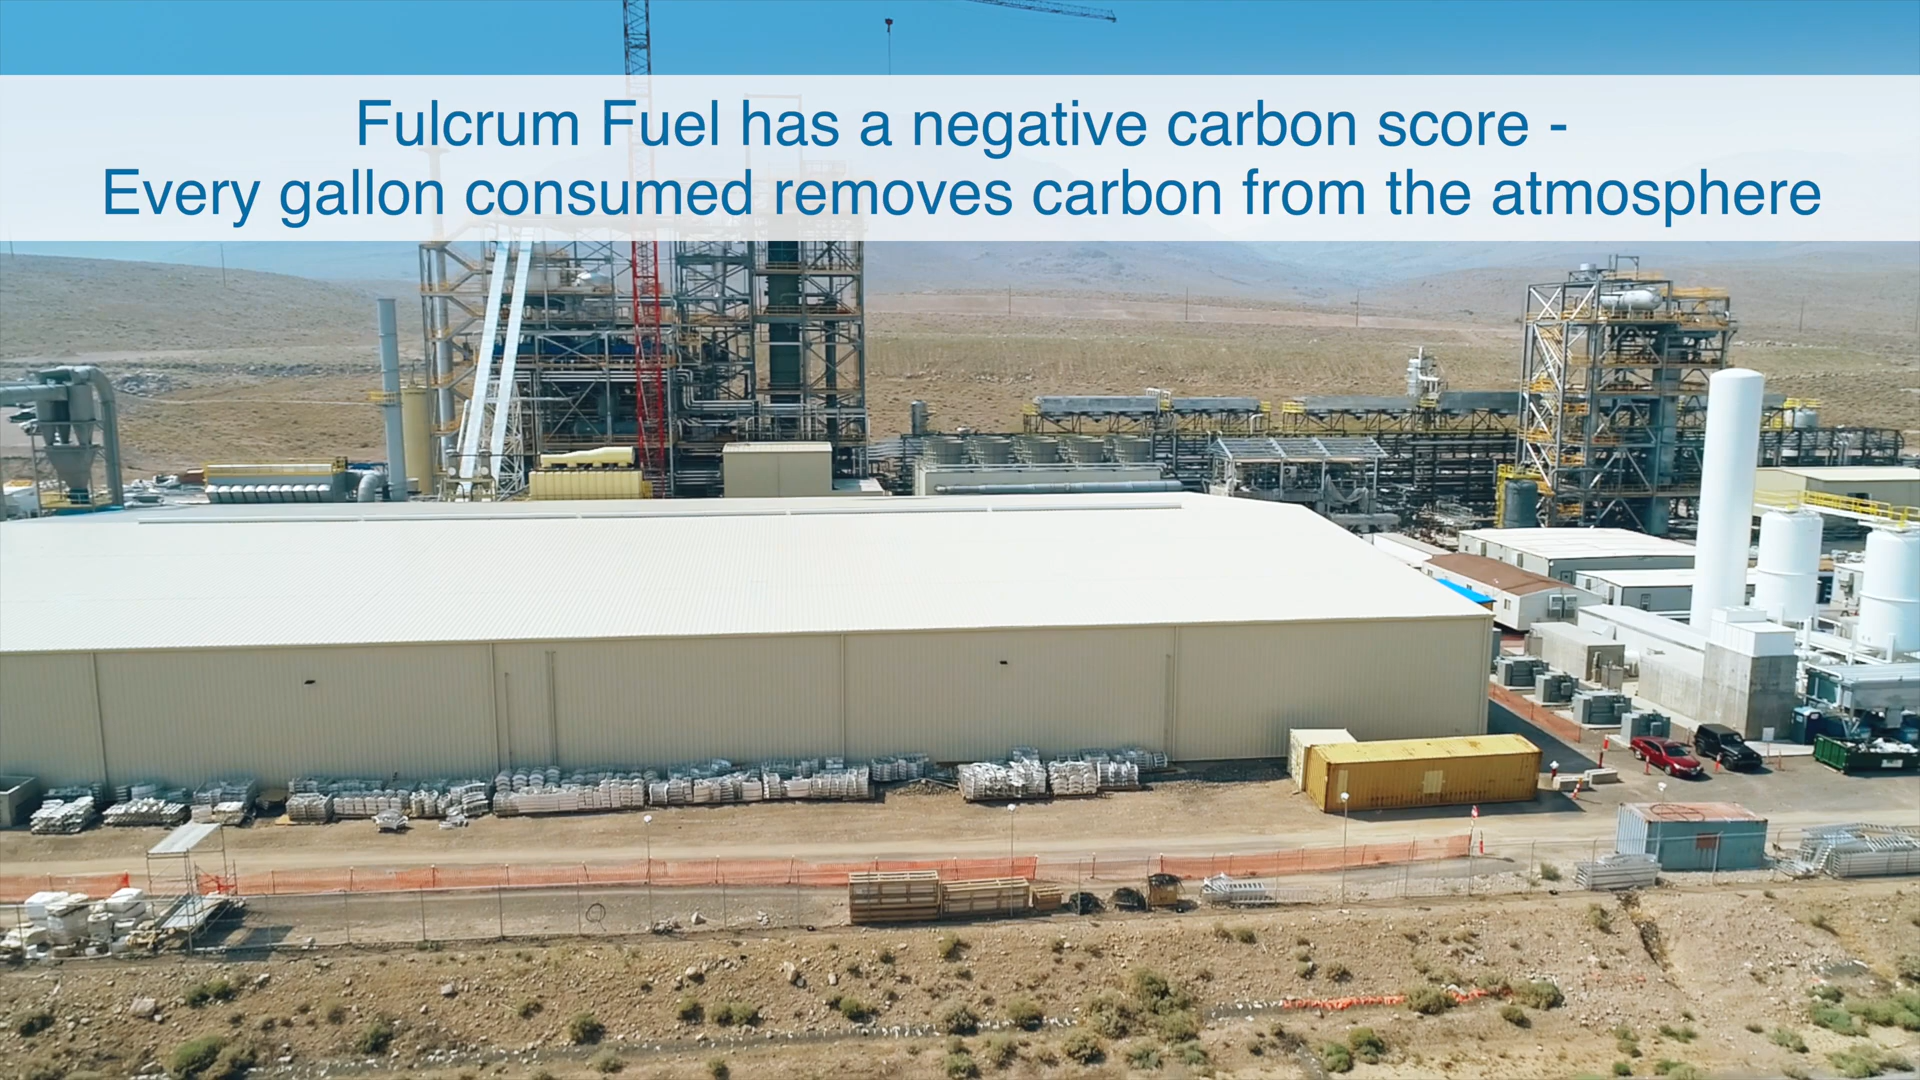 Fulcrum Fuel has a negative carbon score -
Every gallon consumed removes carbon from the atmosphere